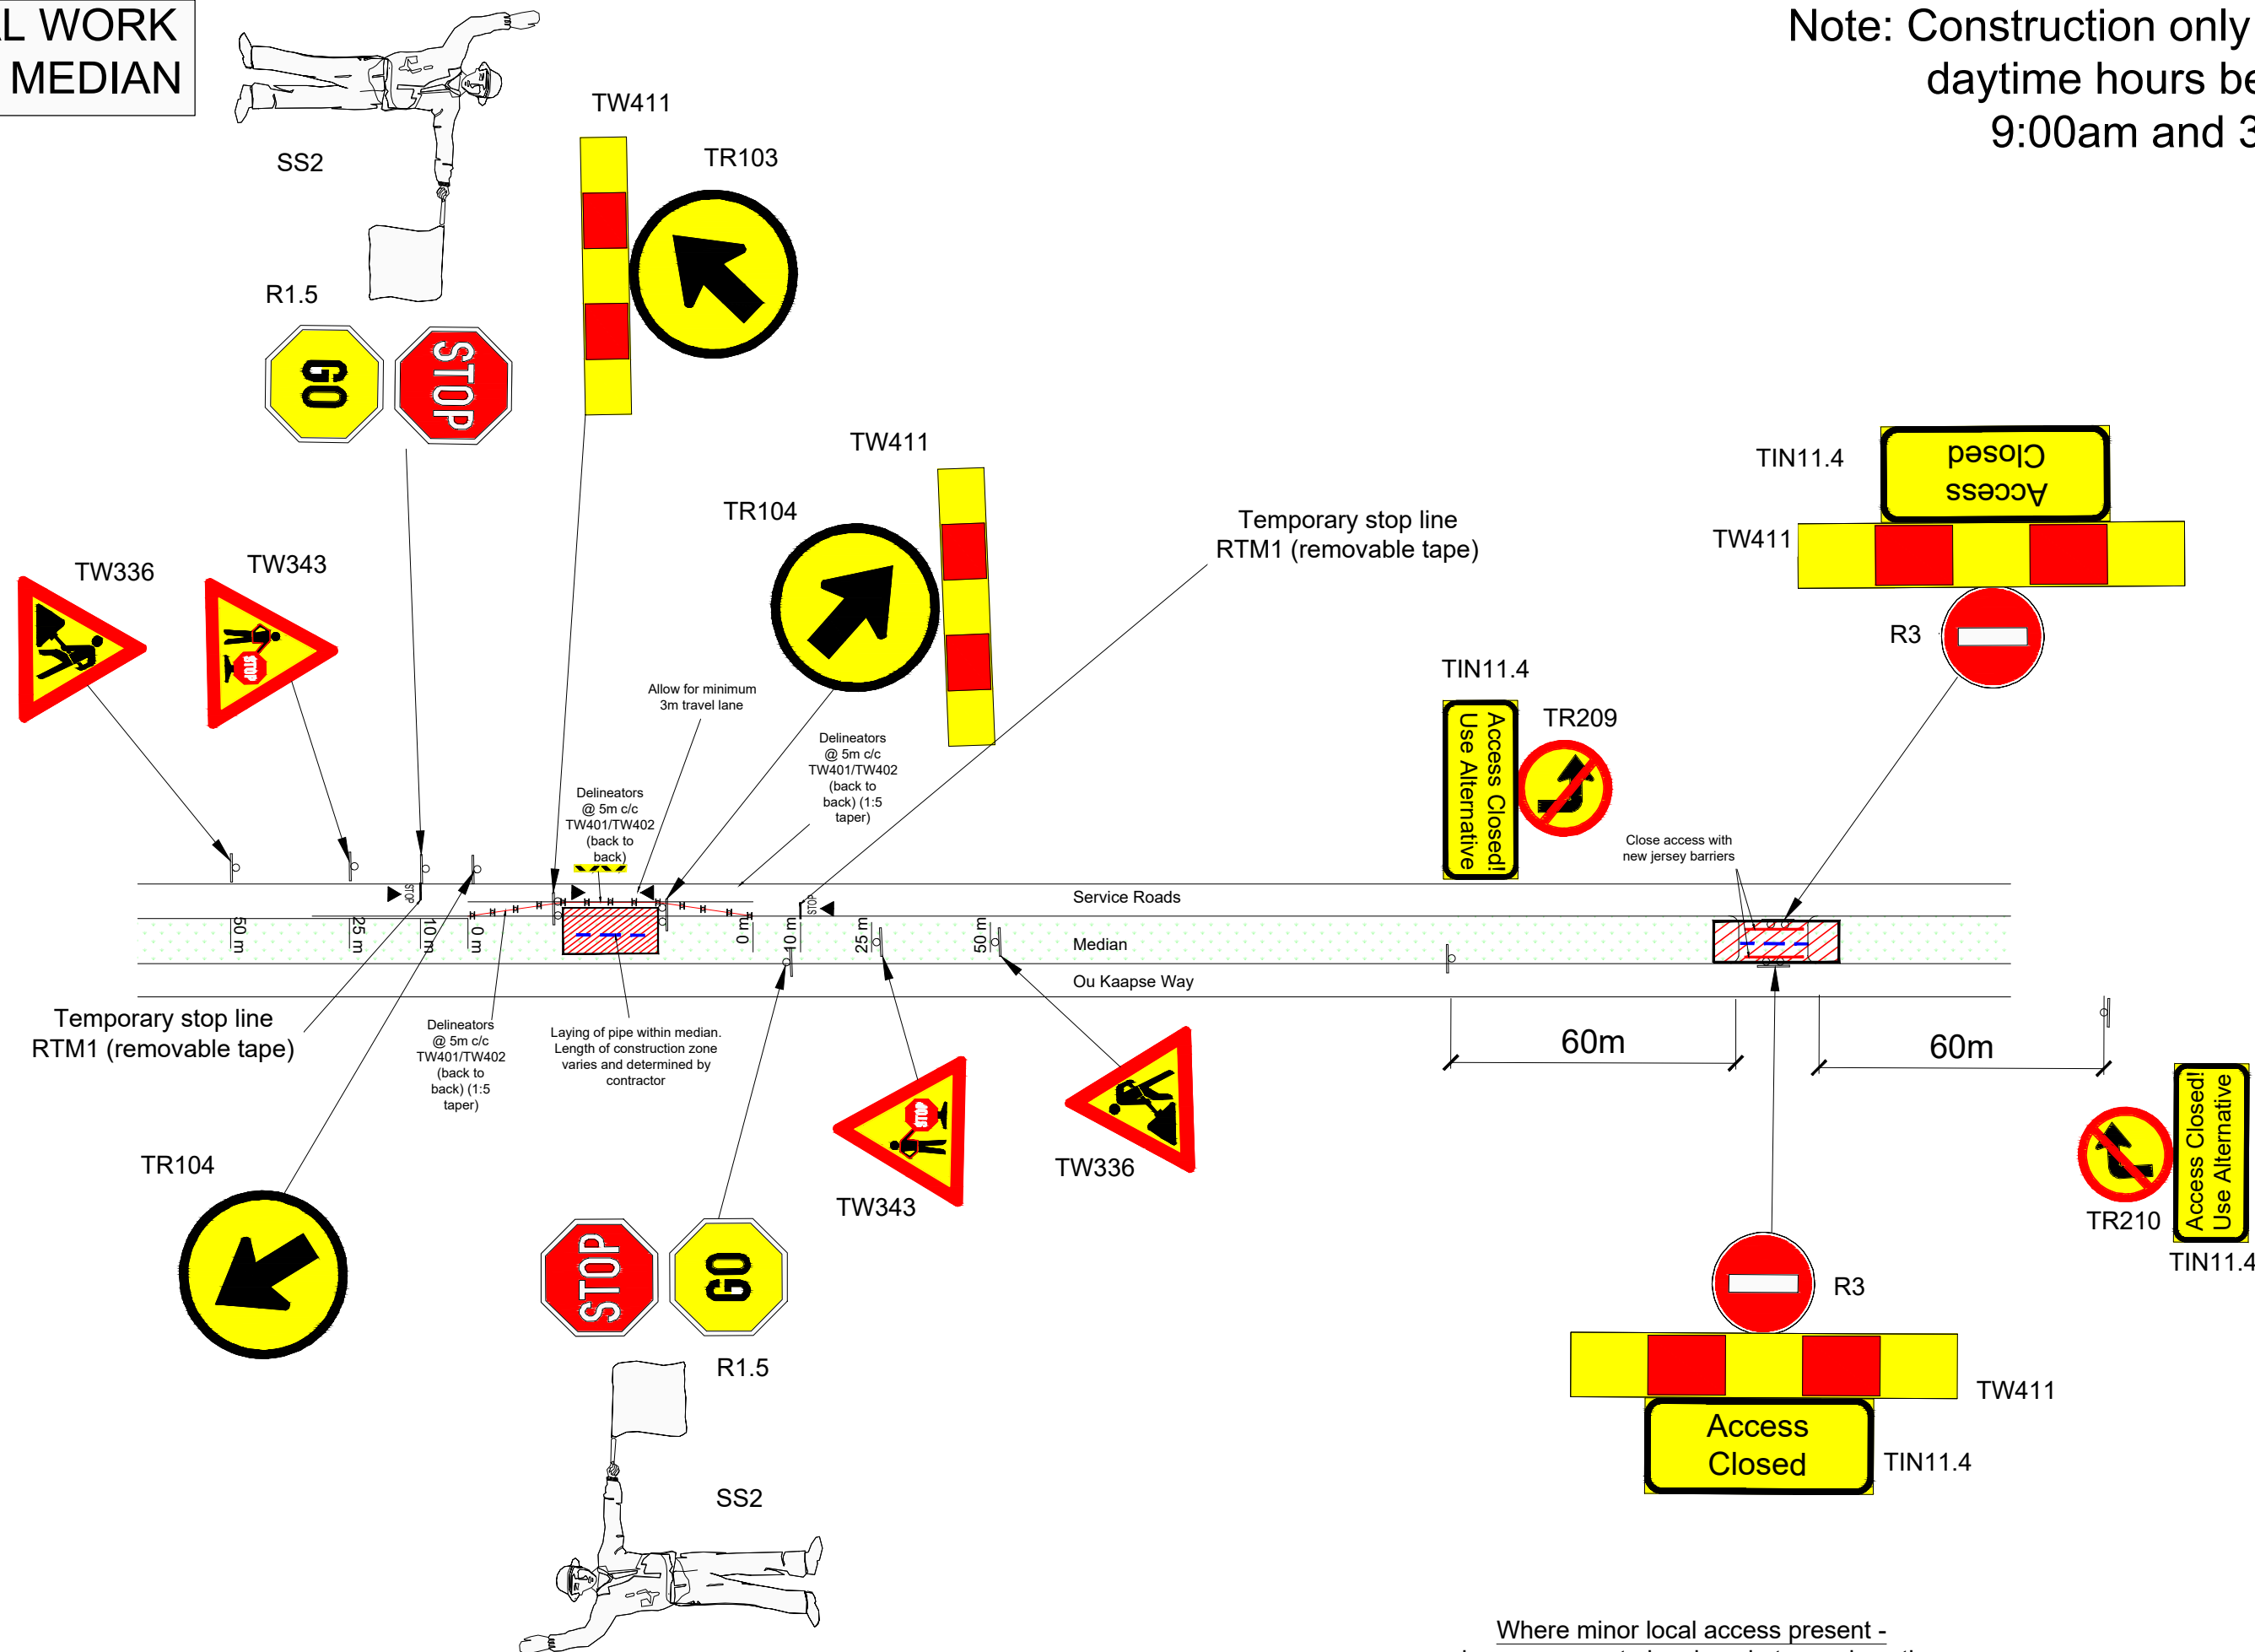 AL WORK
MEDIAN
Note: Construction only
daytime hours
9:00am and
SS2
TW411
TR103
R1.5
GO
STOP
TW411
TR104
Temporary stop line
RTM1 (removable tape)
TIN11.4
Access
Closed
TW411
R3
TW336
TW343
STOP
Allow for minimum
3m travel lane
TIN11.4
TR209
Access Closed!
Use Alternative
Delineators
@ 5m c/c
TW401/TW402
(back to
back) (1:5
taper)
Delineators
@ 5m c/c
TW401/TW402
(back to
back)
Close access with
new jersey barriers
STOP
STOP
Service Roads
50 m
25 m
10 m
0 m
0 m
10 m
25 m
50 m
Median
Ou Kaapse Way
Temporary stop line
RTM1 (removable tape)
Delineators
@ 5m c/c
TW401/TW402
(back to
back) (1:5
taper)
Laying of pipe within median.
Length of construction zone
varies and determined by
contractor
60m
60m
TR104
STOP
TW343
TW336
Access Closed!
Use Alternative
TR210
TIN11.4
STOP
GO
R1.5
R3
TW411
Access
Closed
TIN11.4
SS2
Where minor local access present -